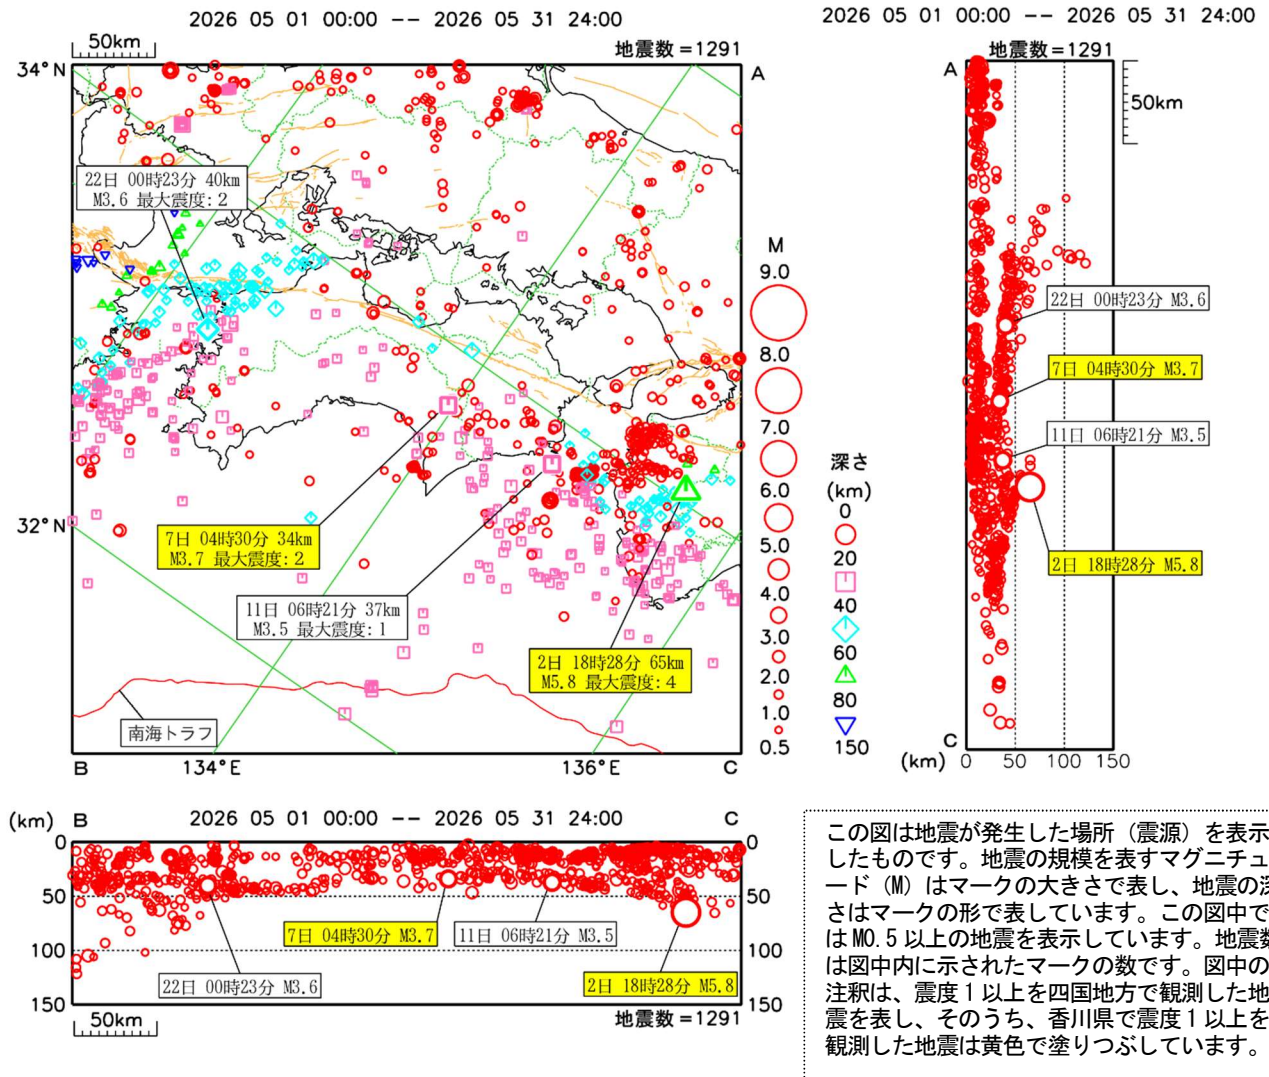 2026 05 01 00:00 -- 2026 05 31 24:00
50km
地震数=1291
34°N
A
22日 00時23分 40km
M3.6 最大震度:2
32°N
7日 04時30分 34km
M3.7 最大震度:2
11日 06時21分 37km
M3.5 最大震度:1
2日 18時28分 65km
M5.8 最大震度:4
南海トラフ
B
134°E
136°E
C
M
9.0
8.0
7.0
6.0
5.0
4.0
3.0
2.0
1.0
0.5
深さ
(km)
0
20
40
60
80
150
2026 05 01 00:00 -- 2026 05 31 24:00
地震数=1291
A
50km
22日 00時23分 M3.6
7日 04時30分 M3.7
11日 06時21分 M3.5
2日 18時28分 M5.8
C
(km)
0
50
100
150
(km)
B
2026 05 01 00:00 -- 2026 05 31 24:00
C
0
0
50
50
100
100
150
150
7日 04時30分 M3.7
11日 06時21分 M3.5
22日 00時23分 M3.6
2日 18時28分 M5.8
50km
地震数=1291
この図は地震が発生した場所（震源）を表示
したものです。地震の規模を表すマグニチュ
ード（M）はマークの大きさで表し、地震の深
さはマークの形で表しています。この図中で
は M0.5 以上の地震を表示しています。地震数
は図中内に示されたマークの数です。図中の
注釈は、震度１以上を四国地方で観測した地
震を表し、そのうち、香川県で震度１以上を
観測した地震は黄色で塗りつぶしています。